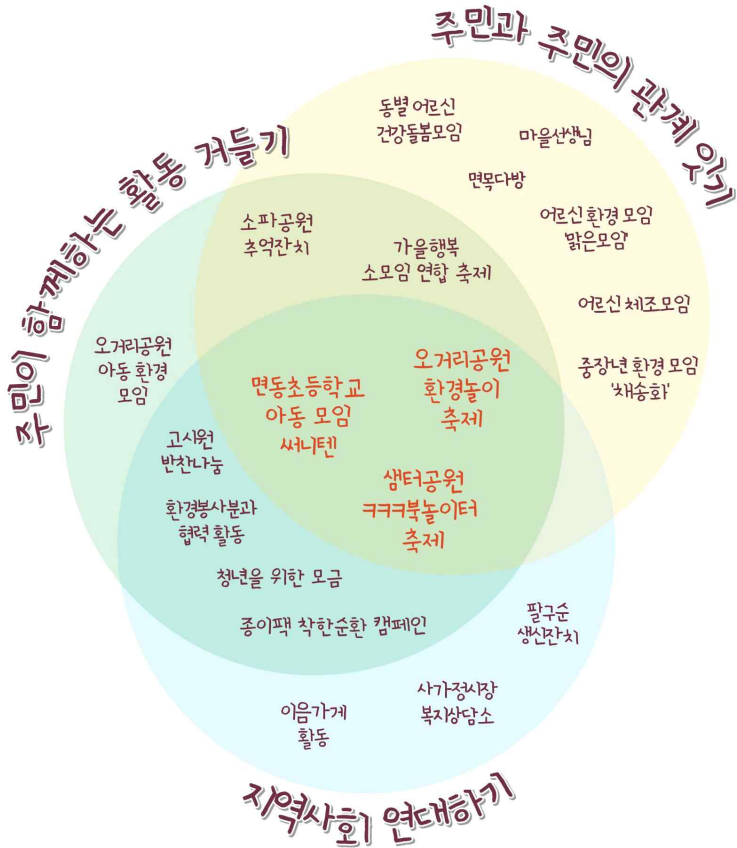 주민과 주민의 관계 잇기
주민이 함께하는 활동 거들기
동별 어르신
건강돌봄모임
마을선생님
면목다방
어르신 환경 모임
'맑은모임'
어르신 체조모임
중장년 환경 모임
'채송화'
소파공원
추억잔치
가을행복
소모임 연합 축제
오거리공원
아동 환경
모임
면동초등학교
아동 모임
써니텐
오거리공원
환경놀이
축제
샘터공원
ㅋㅋㅋ북놀이터
축제
고시원
반찬나눔
환경봉사분과
협력 활동
청년을 위한 모금
종이팩 착한순환 캠페인
팔구순
생신잔치
사가정시장
복지상담소
이음가게
활동
지역사회 연대하기